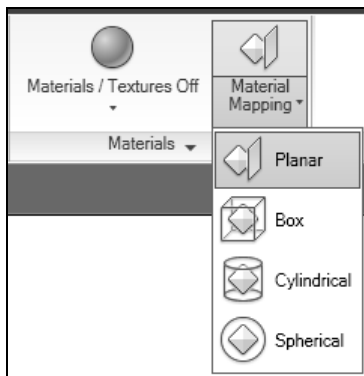 Materials / Textures Off
Material
Mapping
Materials
Planar
Box
Cylindrical
Spherical